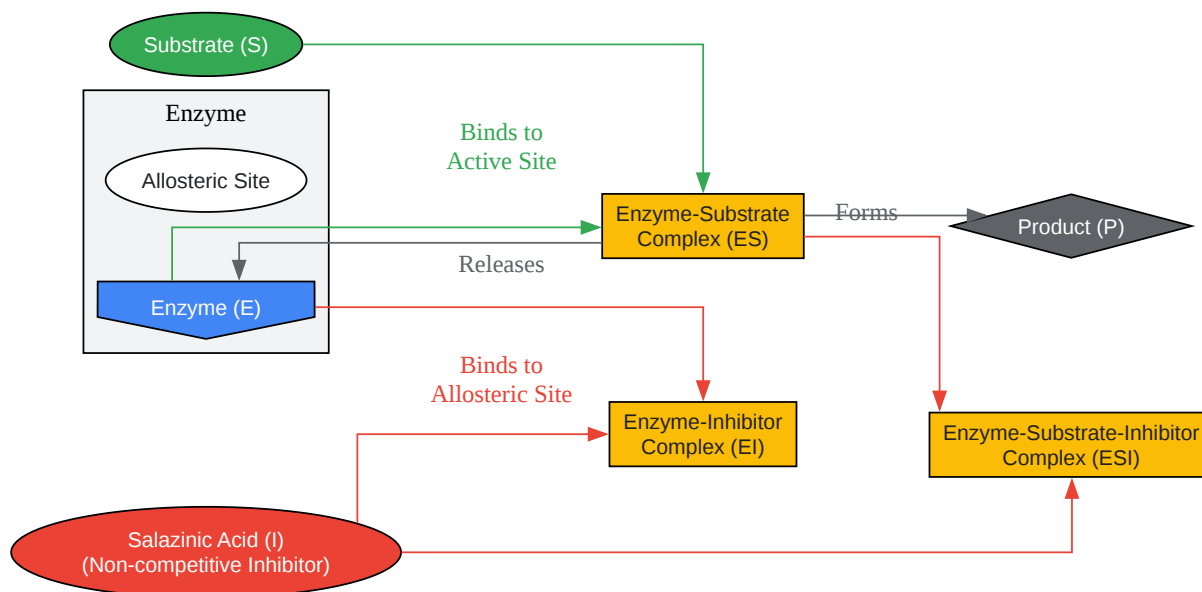 Substrate (S)
Enzyme
Allosteric Site
Binds to
Active Site
Enzyme-Substrate
Complex (ES)
Forms
Product (P)
Releases
Enzyme (E)
Binds to
Allosteric Site
Enzyme-Inhibitor
Complex (EI)
Enzyme-Substrate-Inhibitor
Complex (ESI)
Salazinic Acid (I)
(Non-competitive Inhibitor)